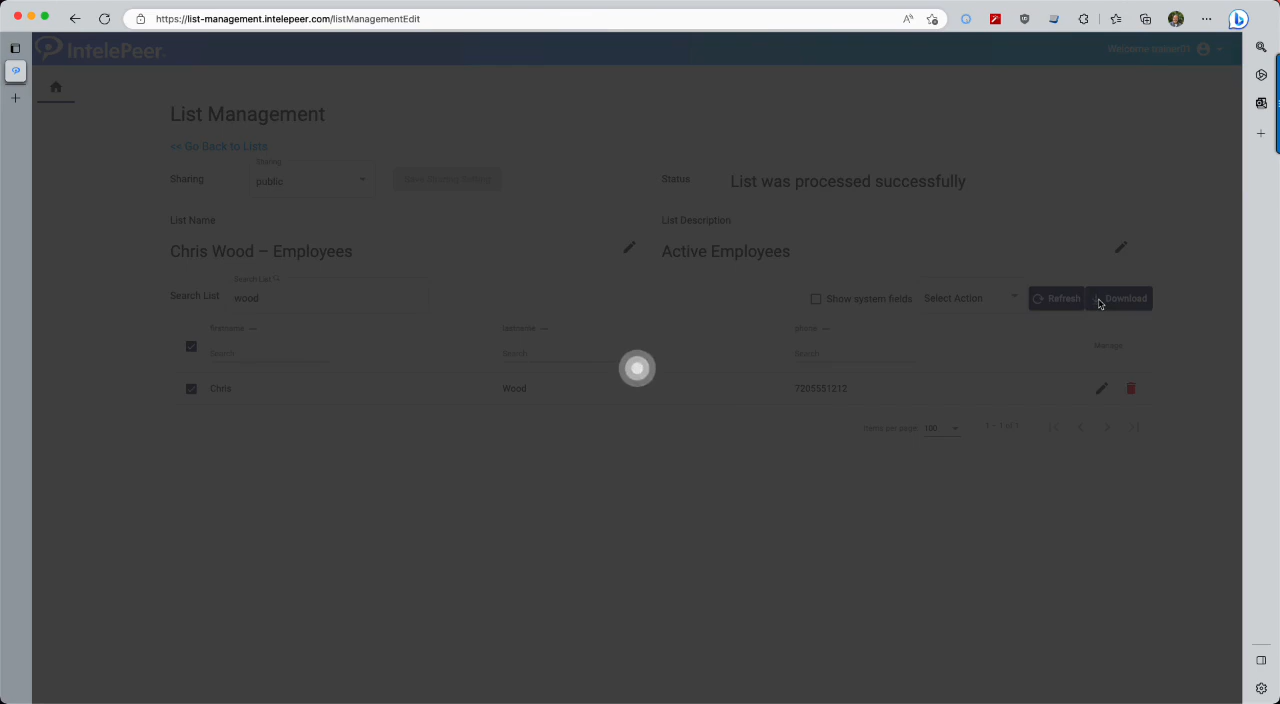 https://list-management.intelepeer.com/listManagementEdit
IntelePeer
List Management
<< Go Back to Lists
Sharing
Sharing
public
Save Sharing Setting
Status
List was processed successfully
List Name
List Description
Chris Wood – Employees
Active Employees
Search List
Search List
wood
Show system fields
Select Action
Refresh
Download
firstname
lastname
phone
Manage
Search
Search
Search
Chris
Wood
7205551212
Items per page
100
1 – 1 of 1